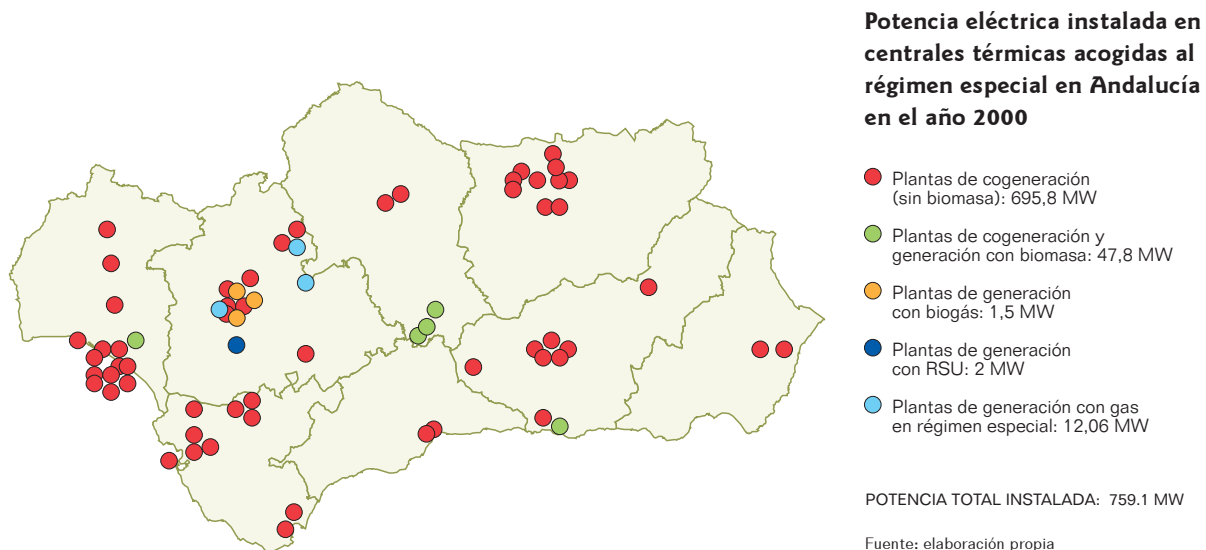 Potencia eléctrica instalada en
centrales térmicas acogidas al
régimen especial en Andalucía
en el año 2000
Plantas de cogeneración
(sin biomasa): 695,8 MW
Plantas de cogeneración y
generación con biomasa: 47,8 MW
Plantas de generación
con biogás: 1,5 MW
Plantas de generación
con RSU: 2 MW
Plantas de generación con gas
en régimen especial: 12,06 MW
POTENCIA TOTAL INSTALADA: 759.1 MW
Fuente: elaboración propia